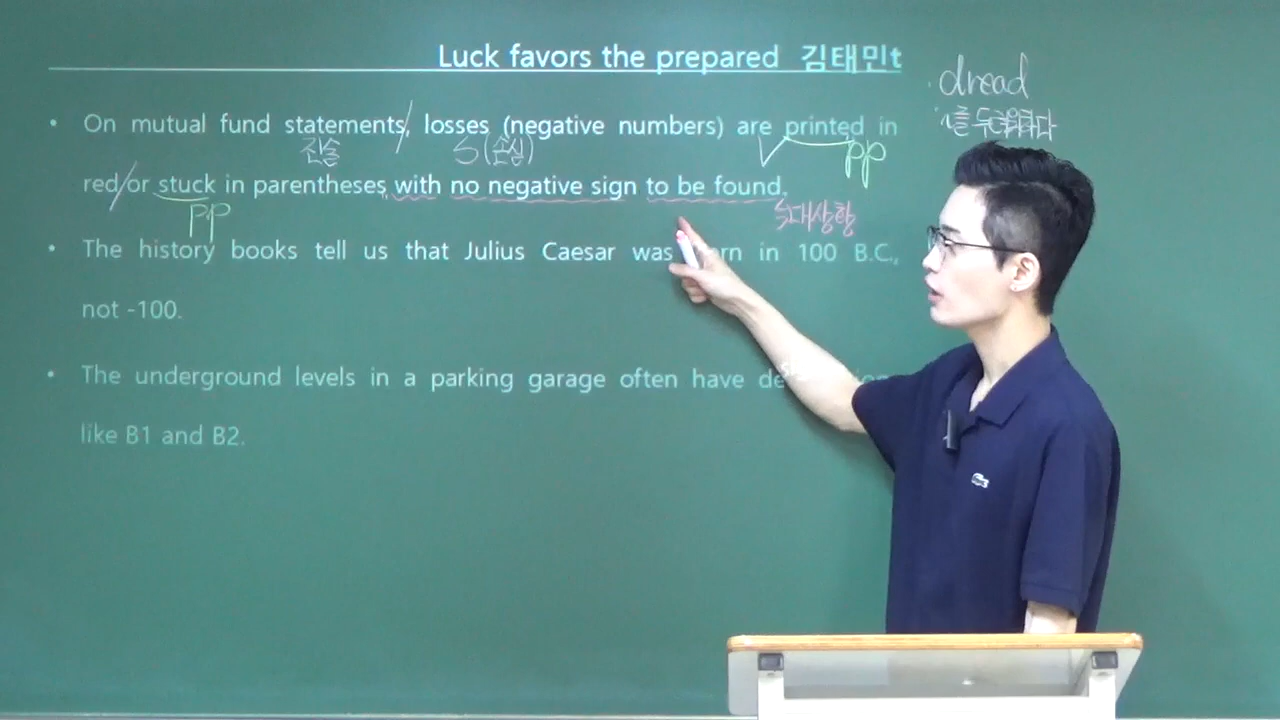 Luck favors the prepared 김태민t
dread
~를 두려워하다
• On mutual fund statements, losses (negative numbers) are printed in
진술 S (손실) V pp
red/or stuck in parentheses, with no negative sign to be found.
pp 부대상황
• The history books tell us that Julius Caesar was born in 100 B.C.,
not -100.
• The underground levels in a parking garage often have
like B1 and B2.